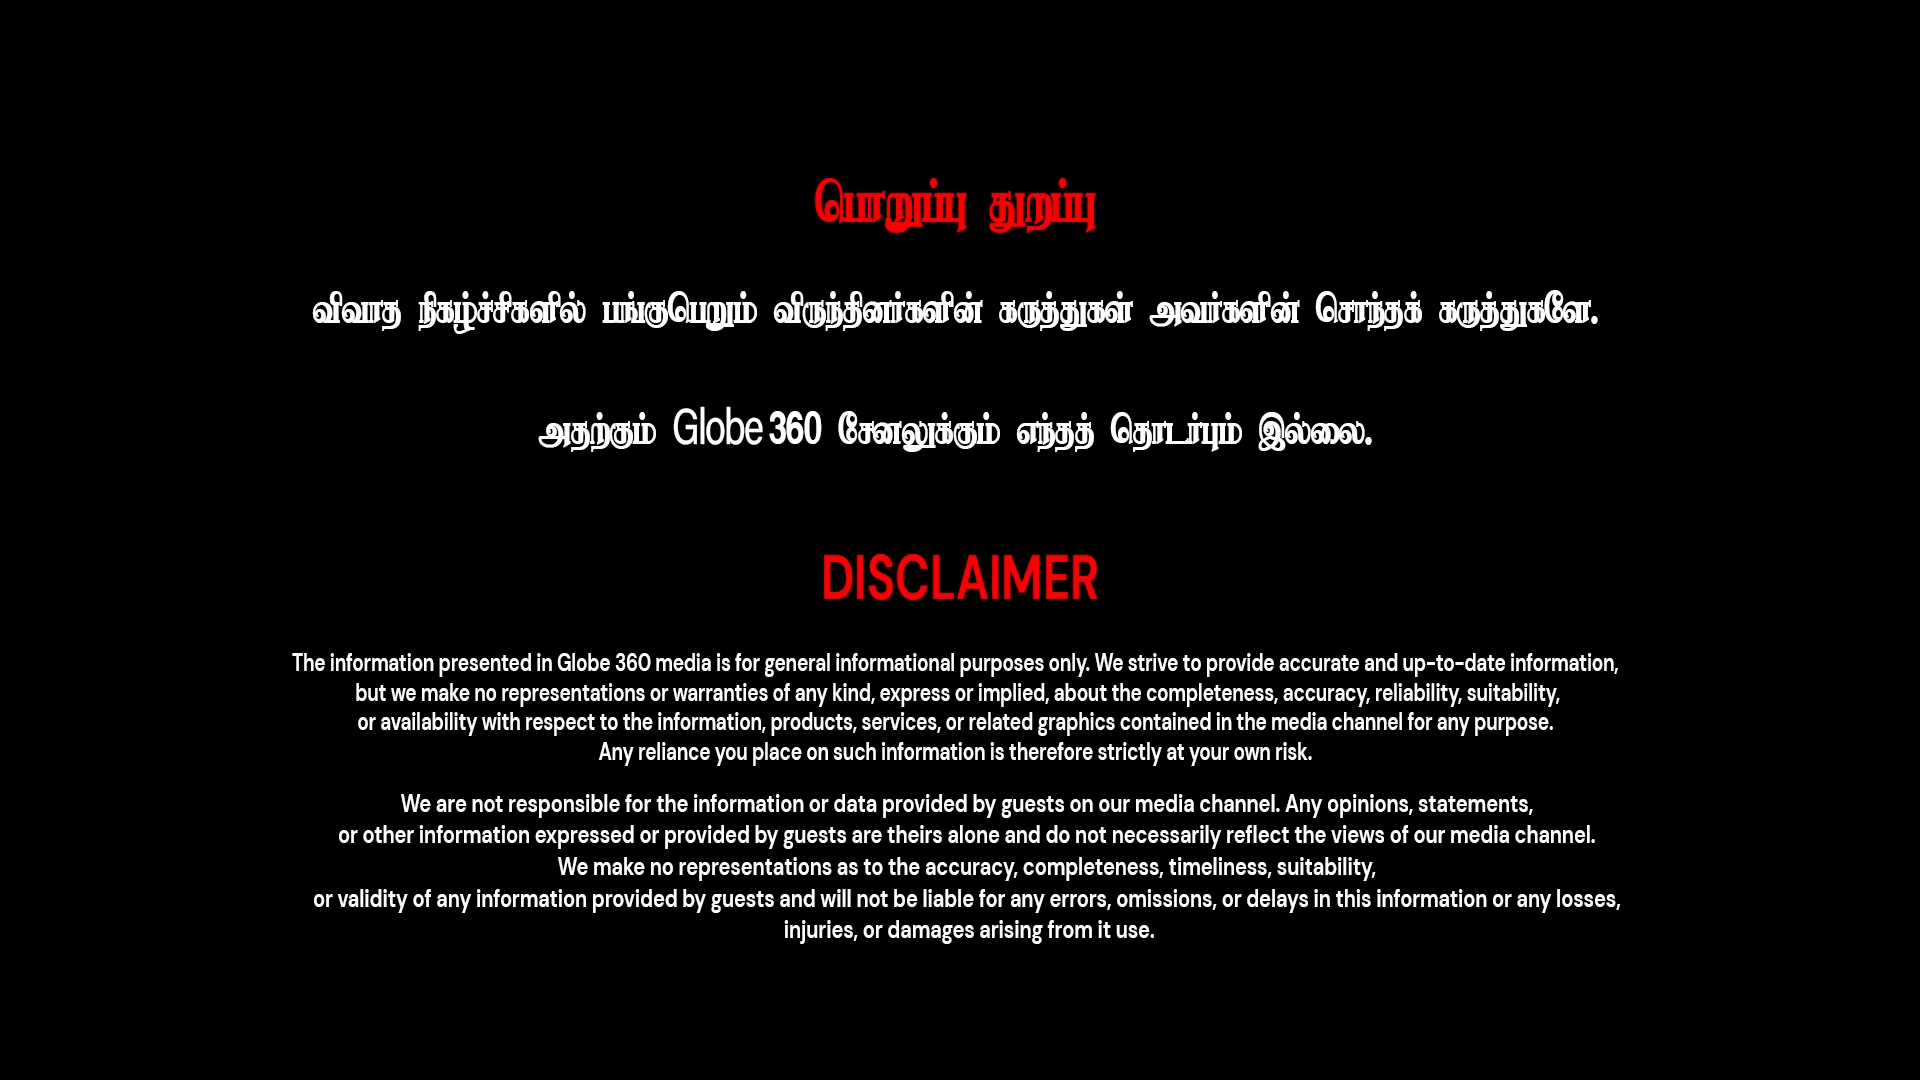 பொறுப்பு துறப்பு
விவாத நிகழ்ச்சிகளில் பங்குபெறும் விருந்தினர்களின் கருத்துகள் அவர்களின் சொந்தக் கருத்துகளே.
அதற்கும் Globe 360 சேனலுக்கும் எந்தத் தொடர்பும் இல்லை.
DISCLAIMER
The information presented in Globe 360 media is for general informational purposes only. We strive to provide accurate and up-to-date information,
but we make no representations or warranties of any kind, express or implied, about the completeness, accuracy, reliability, suitability,
or availability with respect to the information, products, services, or related graphics contained in the media channel for any purpose.
Any reliance you place on such information is therefore strictly at your own risk.
We are not responsible for the information or data provided by guests on our media channel. Any opinions, statements,
or other information expressed or provided by guests are theirs alone and do not necessarily reflect the views of our media channel.
We make no representations as to the accuracy, completeness, timeliness, suitability,
or validity of any information provided by guests and will not be liable for any errors, omissions, or delays in this information or any losses,
injuries, or damages arising from it use.